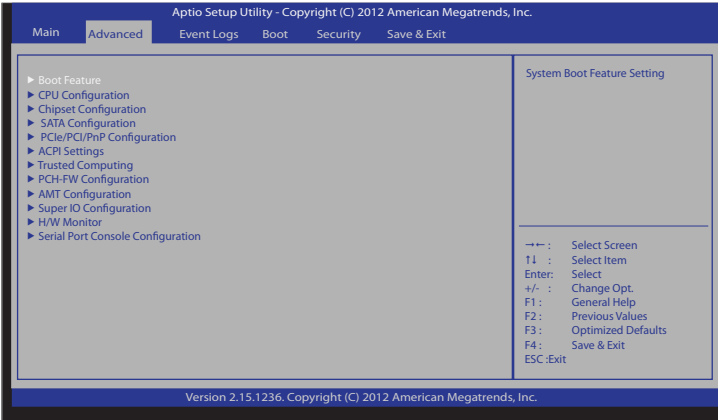 Aptio Setup Utility - Copyright (C) 2012 American Megatrends, Inc.
Main Advanced Event Logs Boot Security Save & Exit
▶ Boot Feature
▶ CPU Configuration
▶ Chipset Configuration
▶ SATA Configuration
▶ PCIe/PCI/PnP Configuration
▶ ACPI Settings
▶ Trusted Computing
▶ PCH-FW Configuration
▶ AMT Configuration
▶ Super IO Configuration
▶ H/W Monitor
▶ Serial Port Console Configuration
System Boot Feature Setting
→← : Select Screen
↑↓ : Select Item
Enter: Select
+/- : Change Opt.
F1 : General Help
F2 : Previous Values
F3 : Optimized Defaults
F4 : Save & Exit
ESC :Exit
Version 2.15.1236. Copyright (C) 2012 American Megatrends, Inc.